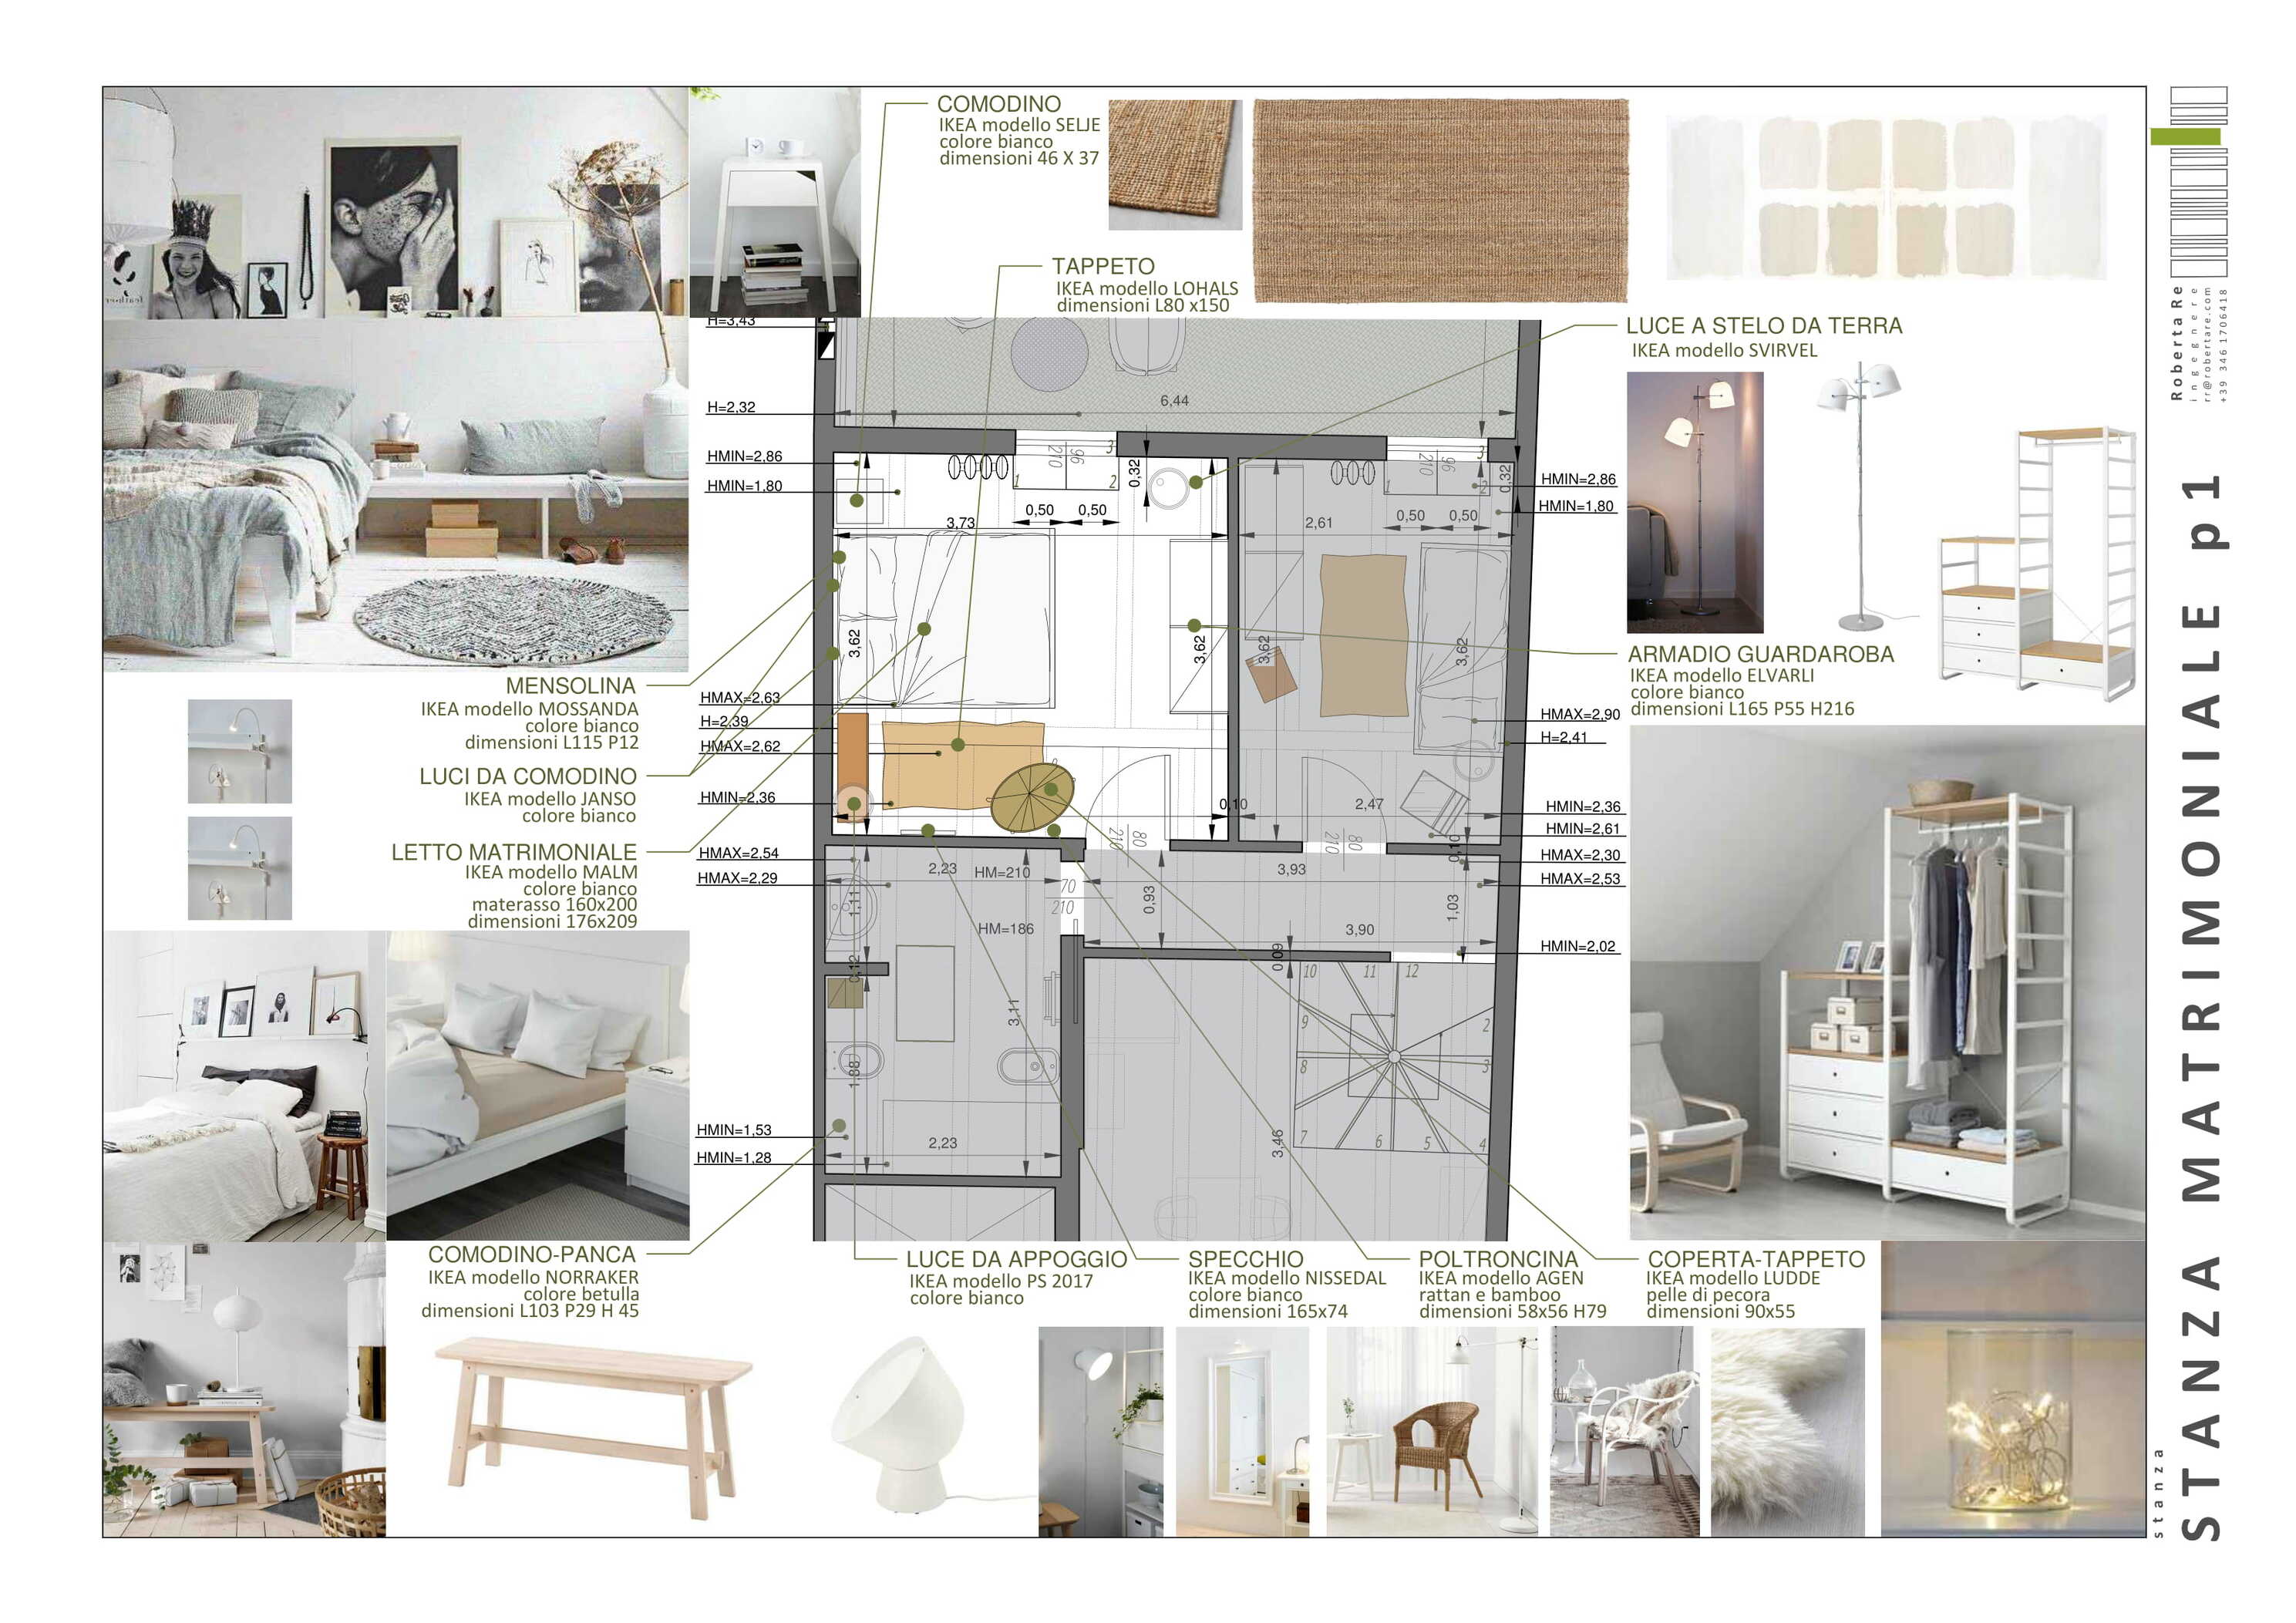 COMODINO
IKEA modello SELJE
colore bianco
dimensioni 46 X 37
TAPPETO
IKEA modello LOHALS
dimensioni L80 x150
LUCE A STELO DA TERRA
IKEA modello SVIRVEL
ARMADIO GUARDAROBA
IKEA modello ELVARLI
colore bianco
dimensioni L165 P55 H216
MENSOLINA
IKEA modello MOSSANDA
colore bianco
dimensioni L115 P12
LUCI DA COMODINO
IKEA modello JANSO
colore bianco
LETTO MATRIMONIALE
IKEA modello MALM
colore bianco
materasso 160x200
dimensioni 176x209
COMODINO-PANCA
IKEA modello NORRAKER
colore betulla
dimensioni L103 P29 H 45
LUCE DA APPOGGIO
IKEA modello PS 2017
colore bianco
SPECCHIO
IKEA modello NISSEDAL
colore bianco
dimensioni 165x74
POLTRONCINA
IKEA modello AGEN
rattan e bamboo
dimensioni 58x56 H79
COPERTA-TAPPETO
IKEA modello LUDDE
pelle di pecora
dimensioni 90x55
H=3,43
H=2,32
HMIN=2,86
HMIN=1,80
HMAX=2,63
H=2,39
HMAX=2,62
HMIN=2,36
HMAX=2,54
HMAX=2,29
HMIN=1,53
HMIN=1,28
HMIN=2,86
HMIN=1,80
HMAX=2,90
H=2,41
HMIN=2,36
HMIN=2,61
HMAX=2,30
HMAX=2,53
HMIN=2,02
6,44
96
210
1
2
3
0,32
0,50
0,50
3,73
3,62
3,62
96
210
1
2
3
0,32
0,50
0,50
2,61
3,62
3,62
0,10
2,47
80
210
80
210
0,10
2,23
HM=210
70
210
0,93
3,93
1,03
1,11
HM=186
3,90
0,09
0,12
3,11
1,88
2,23
3,46
10
11
12
9
8
7
6
5
4
3
2
Roberta Re
ingegnere
rr@robertare.com
+39 3461706418
stanza
STANZA MATRIMONIALE p1